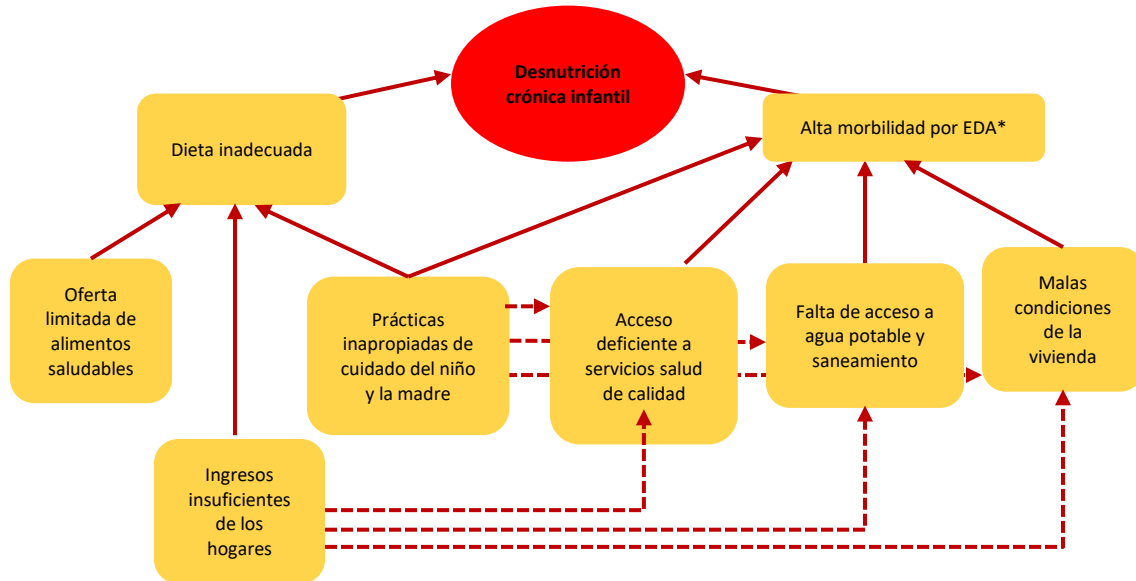 Desnutrición
crónica infantil
Dieta inadecuada
Alta morbilidad por EDA*
Oferta
limitada de
alimentos
saludables
Prácticas
inapropiadas de
cuidado del niño
y la madre
Acceso
deficiente a
servicios salud
de calidad
Falta de acceso a
agua potable y
saneamiento
Malas
condiciones
de la
vivienda
Ingresos
insuficientes
de los
hogares